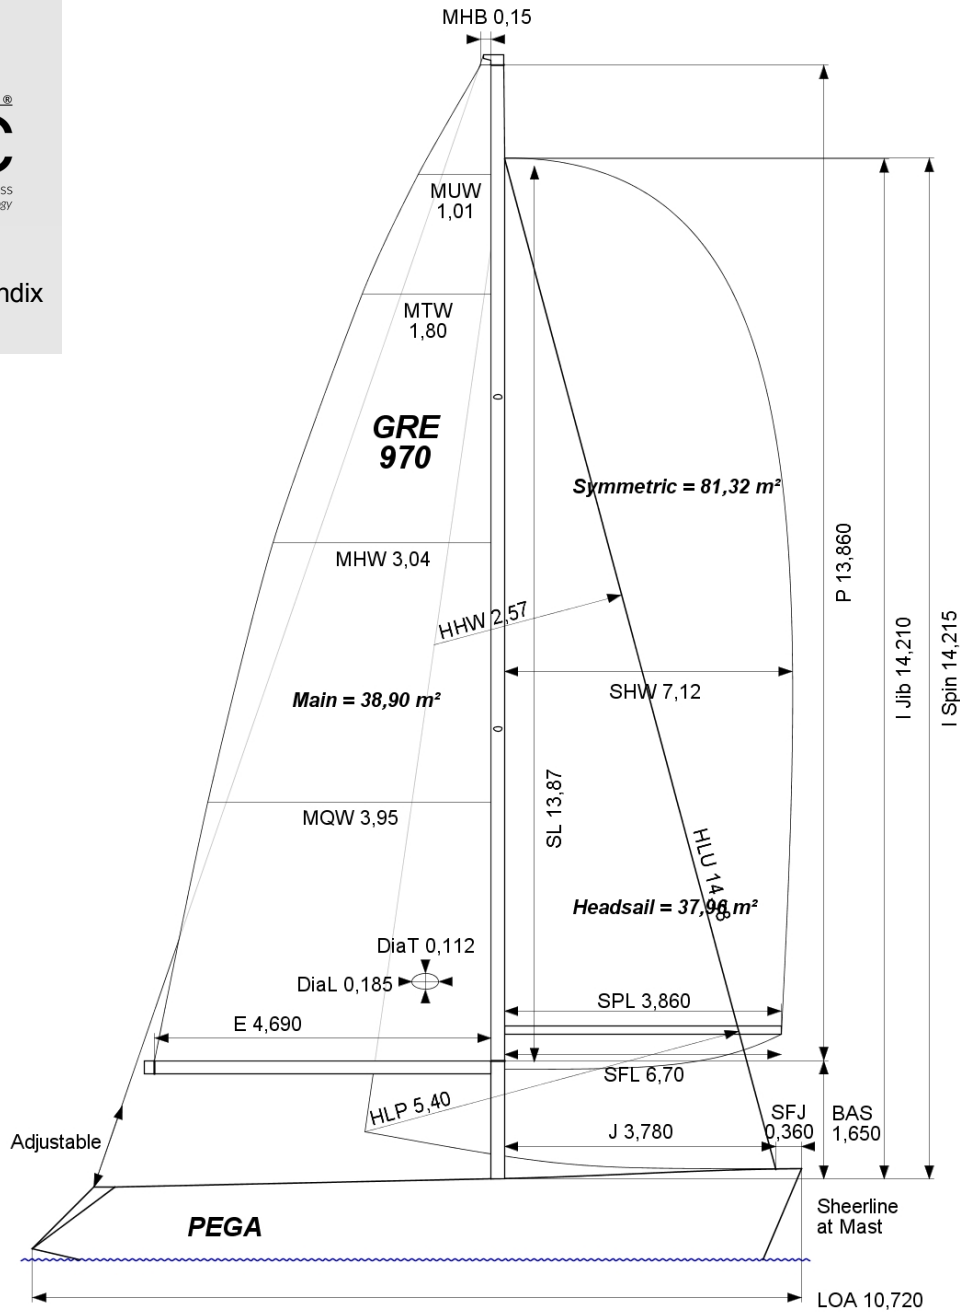 MHB 0,15
®
C
ss
gy
MUW
1,01
ndix
MTW
1,80
GRE
970
Symmetric = 81,32 m²
P 13,860
MHW 3,04
HHW 2,57
I Jib 14,210
I Spin 14,215
SHW 7,12
Main = 38,90 m²
SL 13,87
MQW 3,95
HLU 14
Headsail = 37,96 m²
DiaT 0,112
DiaL 0,185
SPL 3,860
E 4,690
SFL 6,70
HLP 5,40
SFJ
0,360
BAS
1,650
J 3,780
Adjustable
Sheerline
at Mast
PEGA
LOA 10,720